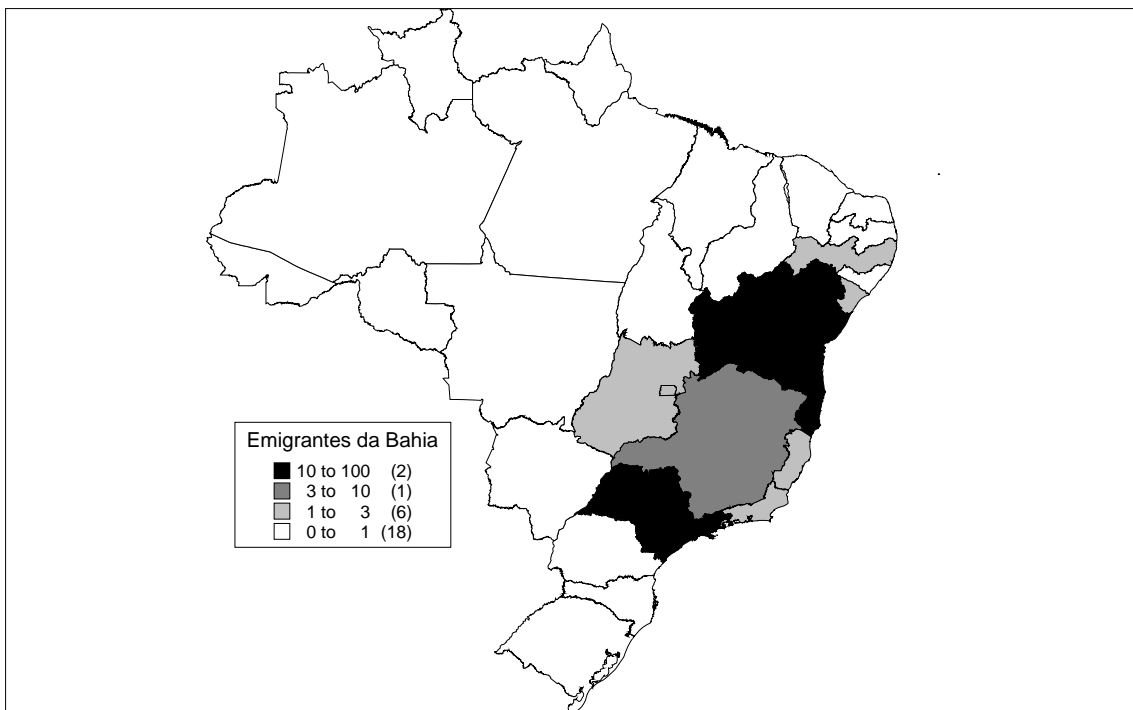 Emigrantes da Bahia
10 to 100 (2)
3 to 10 (1)
1 to 3 (6)
0 to 1 (18)